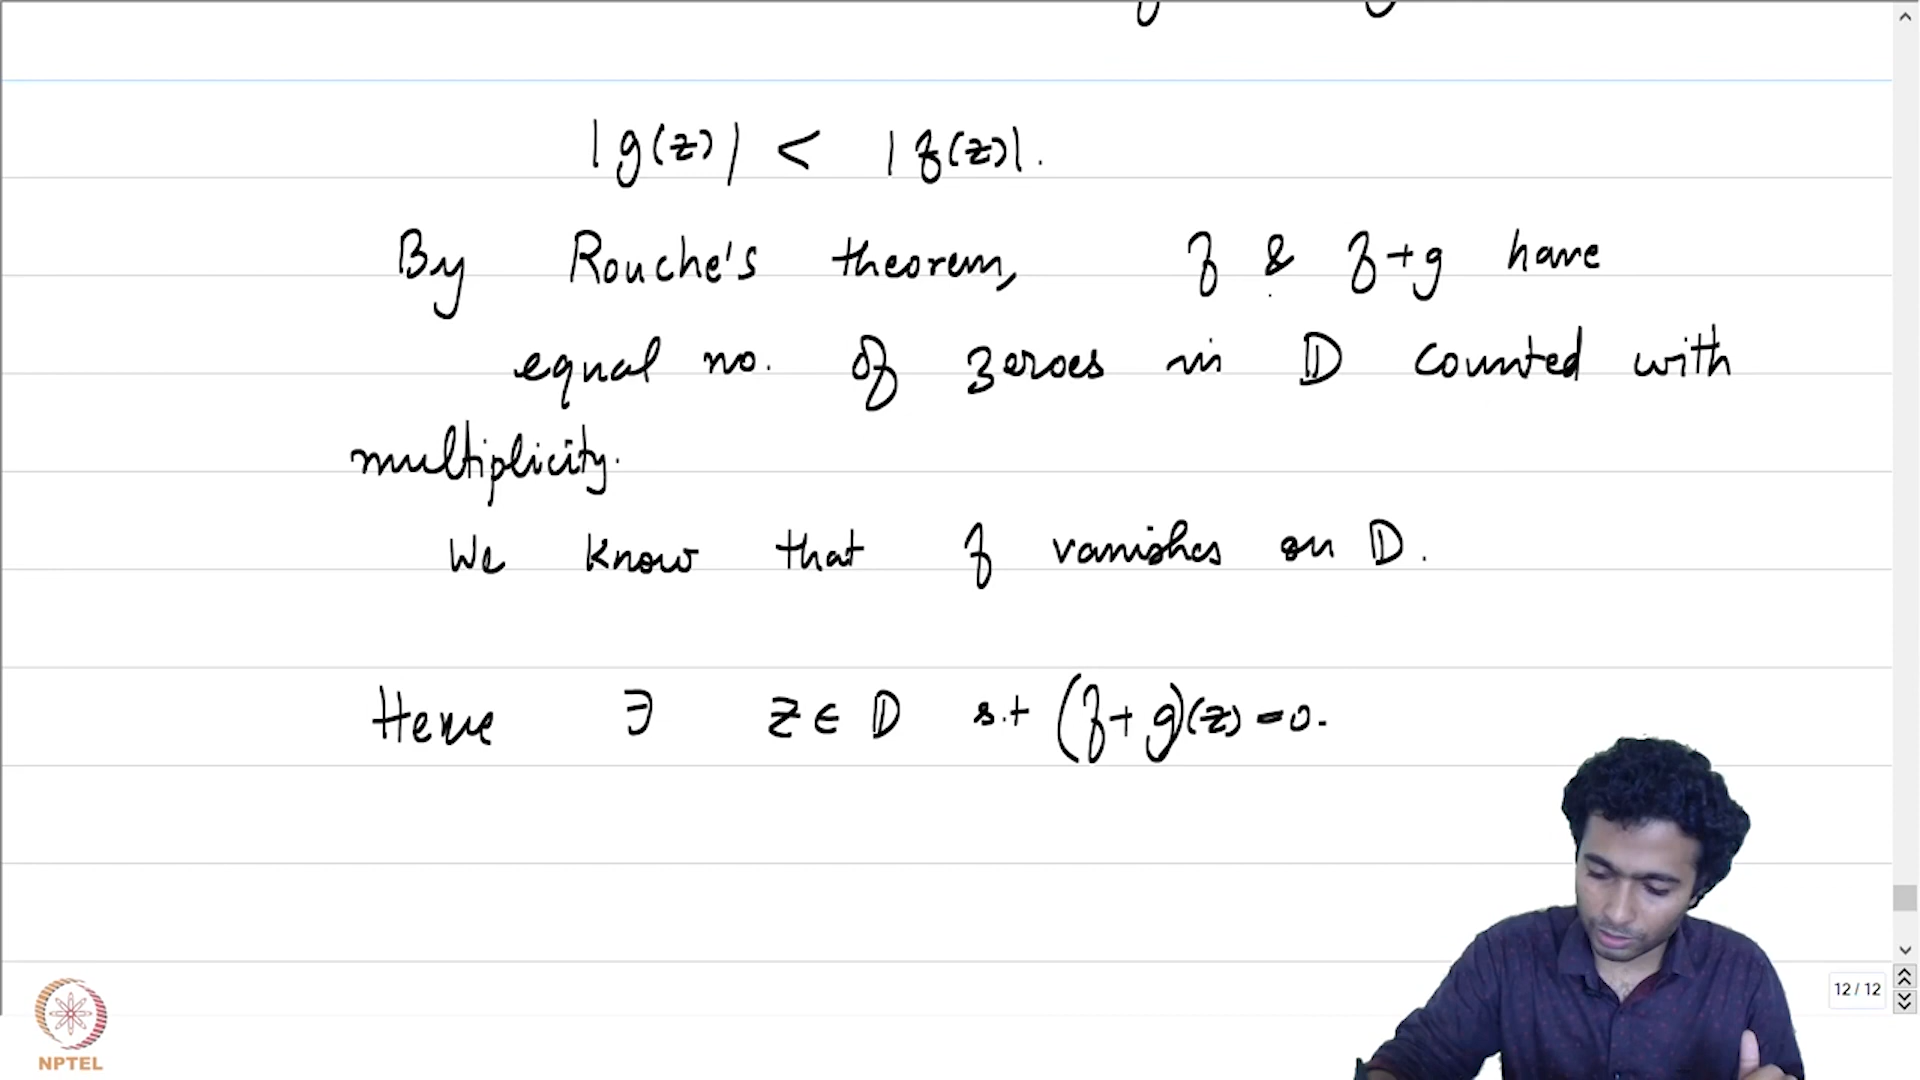 |g(z)| < |f(z)|.
By Rouche's theorem, f & f+g have
equal no. of zeroes in D counted with
multiplicity.
We know that f vanishes on D.
Hence ∃ z ∈ D s.t (f+g)(z) = 0.
12 / 12
NPTEL